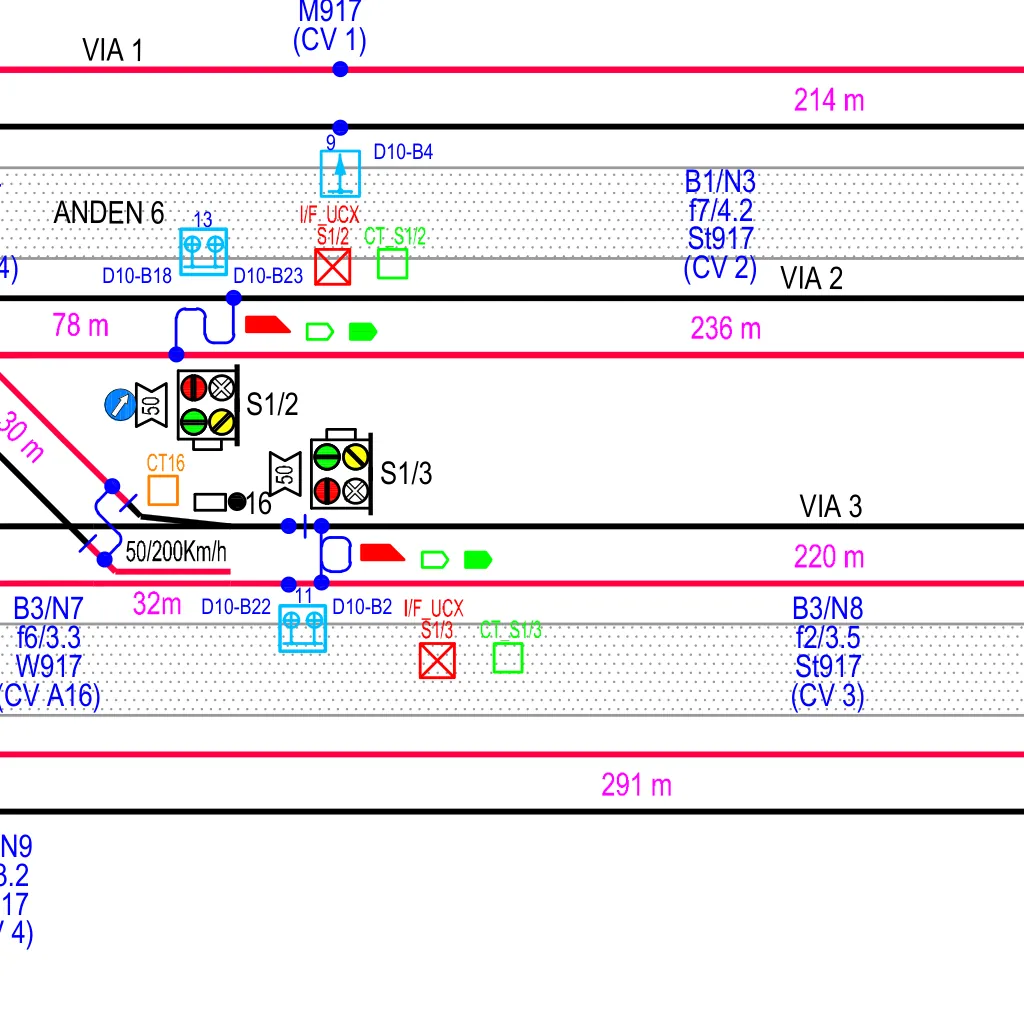 M917
(CV 1)
VIA 1
214 m
9
D10-B4
B1/N3
f7/4.2
St917
(CV 2)
ANDEN 6
13
I/F_UCX
S1/2
CT_S1/2
4)
D10-B18
D10-B23
VIA 2
78 m
236 m
50
S1/2
30 m
CT16
50
S1/3
16
VIA 3
50/200Km/h
220 m
32m
D10-B22
11
D10-B2
I/F_UCX
S1/3
CT_S1/3
B3/N7
f6/3.3
W917
(CV A16)
B3/N8
f2/3.5
St917
(CV 3)
291 m
N9
3.2
17
4)